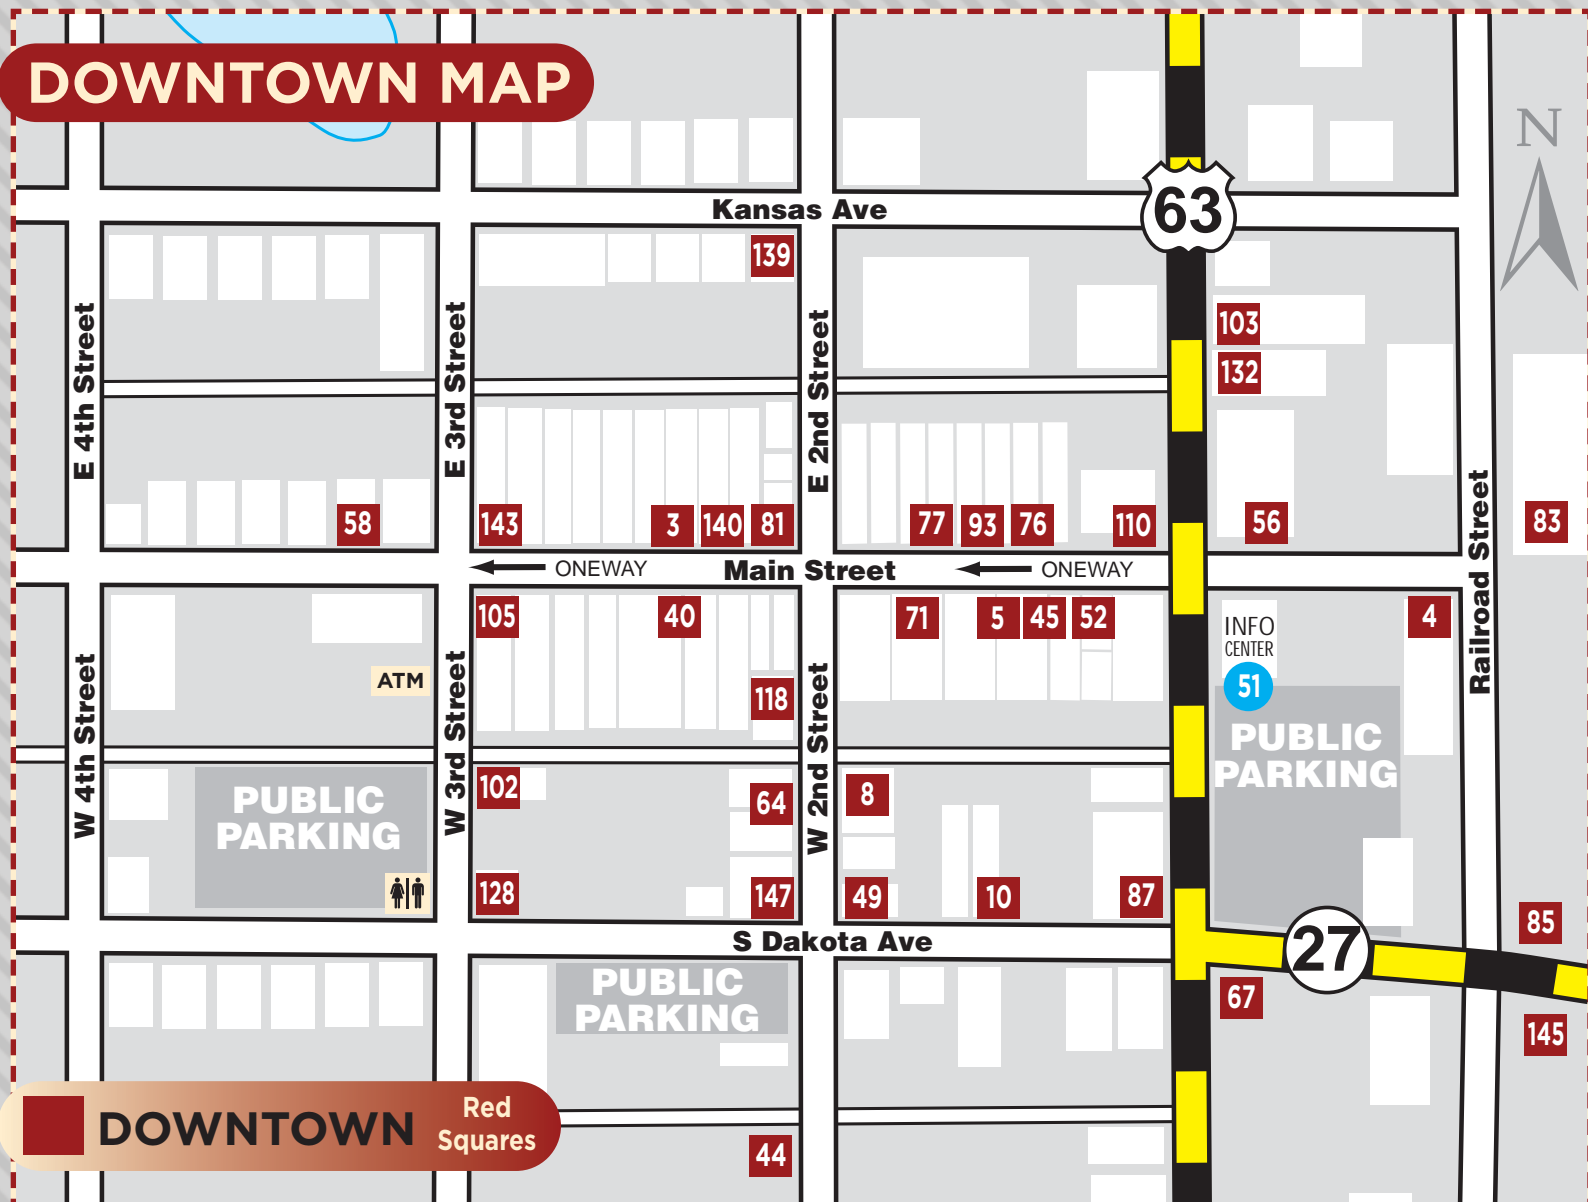 DOWNTOWN MAP
N
Kansas Ave
63
139
103
132
E 4th Street
E 3rd Street
E 2nd Street
58
143
3
140
81
77
93
76
110
56
83
Railroad Street
ONEWAY
Main Street
ONEWAY
105
40
71
5
45
52
INFO
CENTER
51
4
ATM
118
W 4th Street
W 3rd Street
W 2nd Street
PUBLIC
PARKING
PUBLIC
PARKING
102
64
8
128
147
49
10
87
85
S Dakota Ave
27
PUBLIC
PARKING
67
145
DOWNTOWN
Red
Squares
44